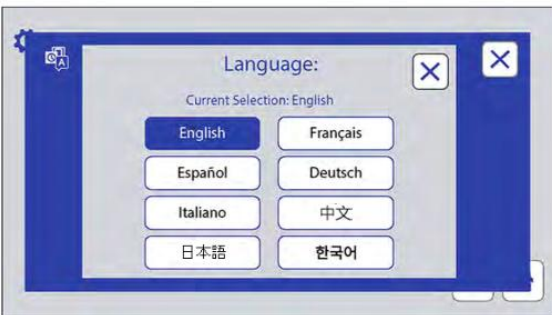 Language:
Current Selection: English
English
Français
Español
Deutsch
Italiano
中文
日本語
한국어